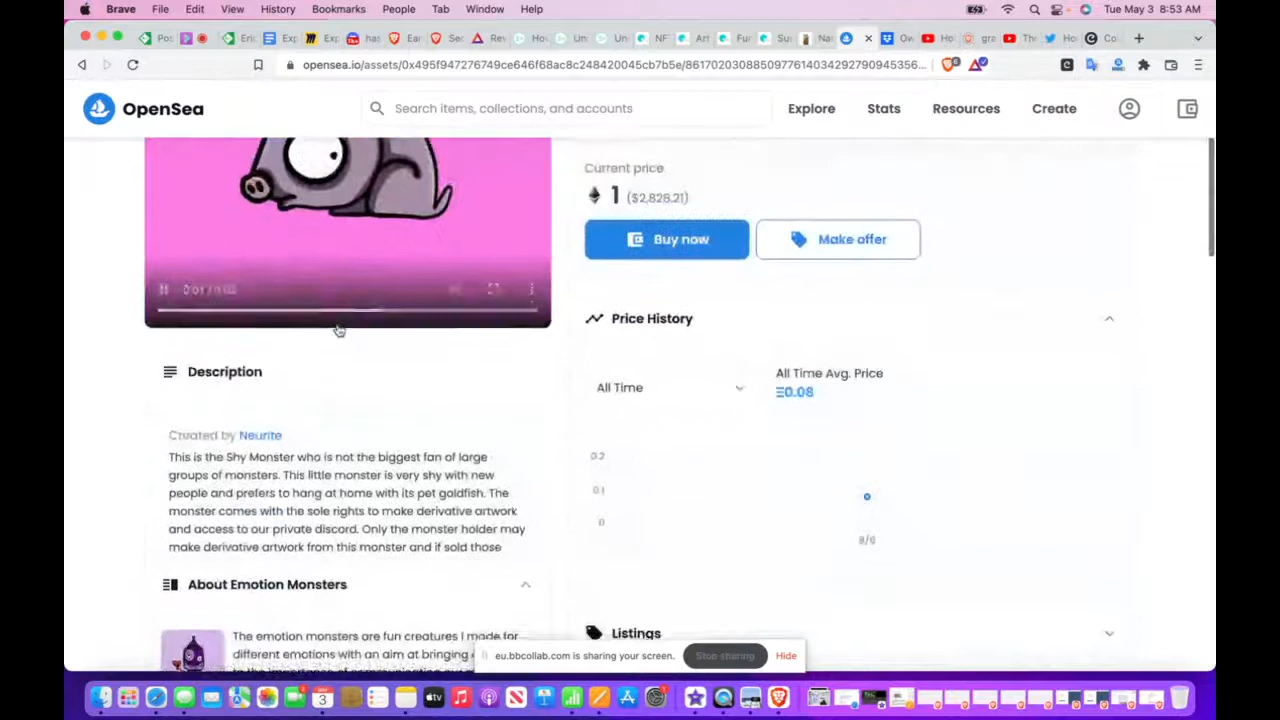 Brave File Edit View History Bookmarks People Tab Window Help Tue May 3 8:53 AM
opensea.io/assets/0x495f947276749ce646f68ac8c248420045cb7b5e/8617020308850977614034292790945356...
OpenSea Search items, collections, and accounts Explore Stats Resources Create
Current price
1 ($2,826.21)
Buy now Make offer
Price History
All Time
All Time Avg. Price
Ξ0.08
0.2
0.1
0
Description
Created by Neurite
This is the Shy Monster who is not the biggest fan of large
groups of monsters. This little monster is very shy with new
people and prefers to hang at home with its pet goldfish. The
monster comes with the sole rights to make derivative artwork
and access to our private discord. Only the monster holder may
make derivative artwork from this monster and if sold those
About Emotion Monsters
The emotion monsters are fun creatures I made for
different emotions with an aim at bringing
Listings
eu.bbcollab.com is sharing your screen. Stop sharing Hide